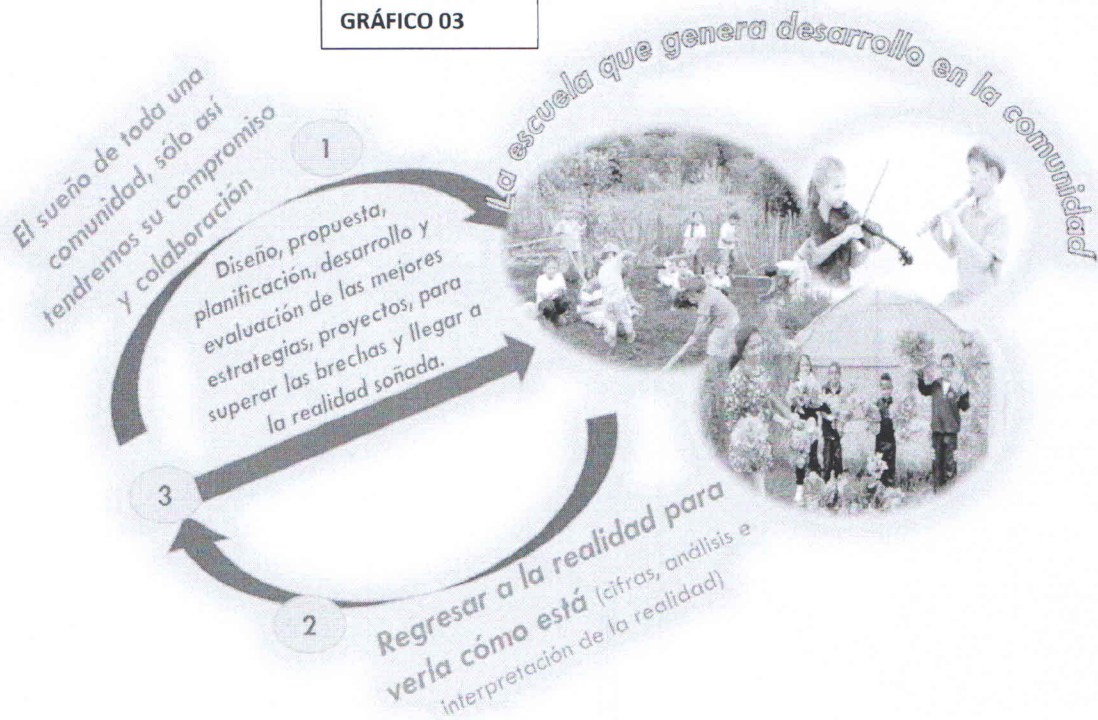 GRÁFICO 03
La escuela que genera desarrollo en la comunidad
El sueño de toda una
comunidad, sólo así
tendremos su compromiso
y colaboración
1
Diseño, propuesta,
planificación, desarrollo y
evaluación de las mejores
estrategias, proyectos, para
superar las brechas y llegar a
la realidad soñada.
3
2
Regresar a la realidad para
verla cómo está (cifras, análisis e
interpretación de la realidad)